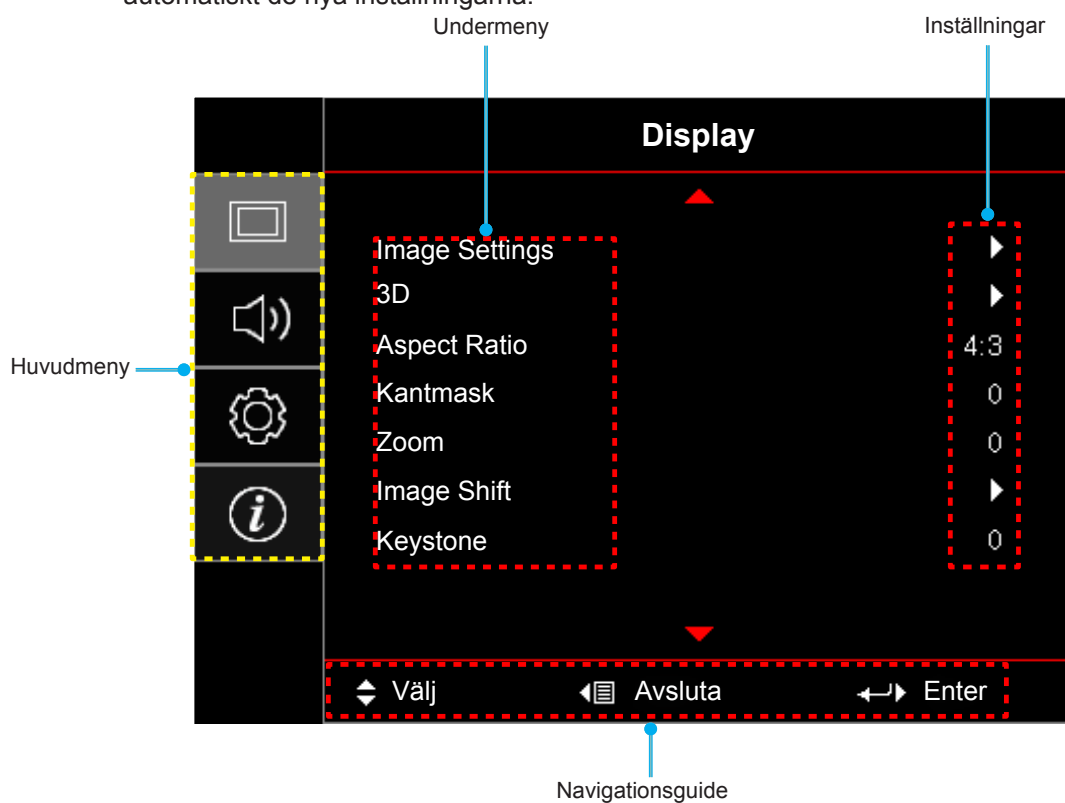 automatiskt de nya inställningarna.
Undermeny
Inställningar
Display
Image Settings
3D
Aspect Ratio 4:3
Huvudmeny
Kantmask 0
Zoom 0
Image Shift
Keystone 0
Välj Avsluta Enter
Navigationsguide